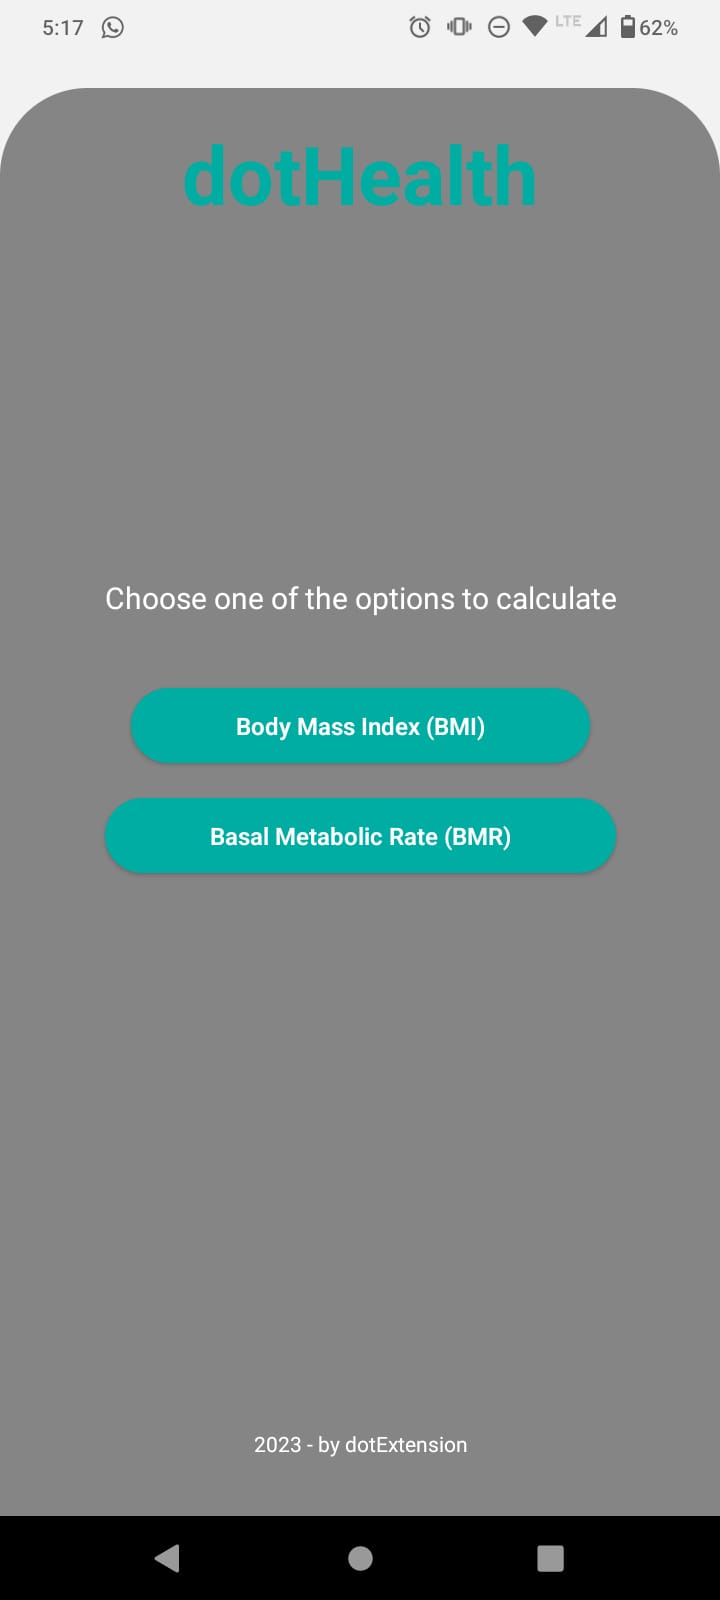 5:17 LTE 62%
dotHealth
Choose one of the options to calculate
Body Mass Index (BMI)
Basal Metabolic Rate (BMR)
2023 - by dotExtension